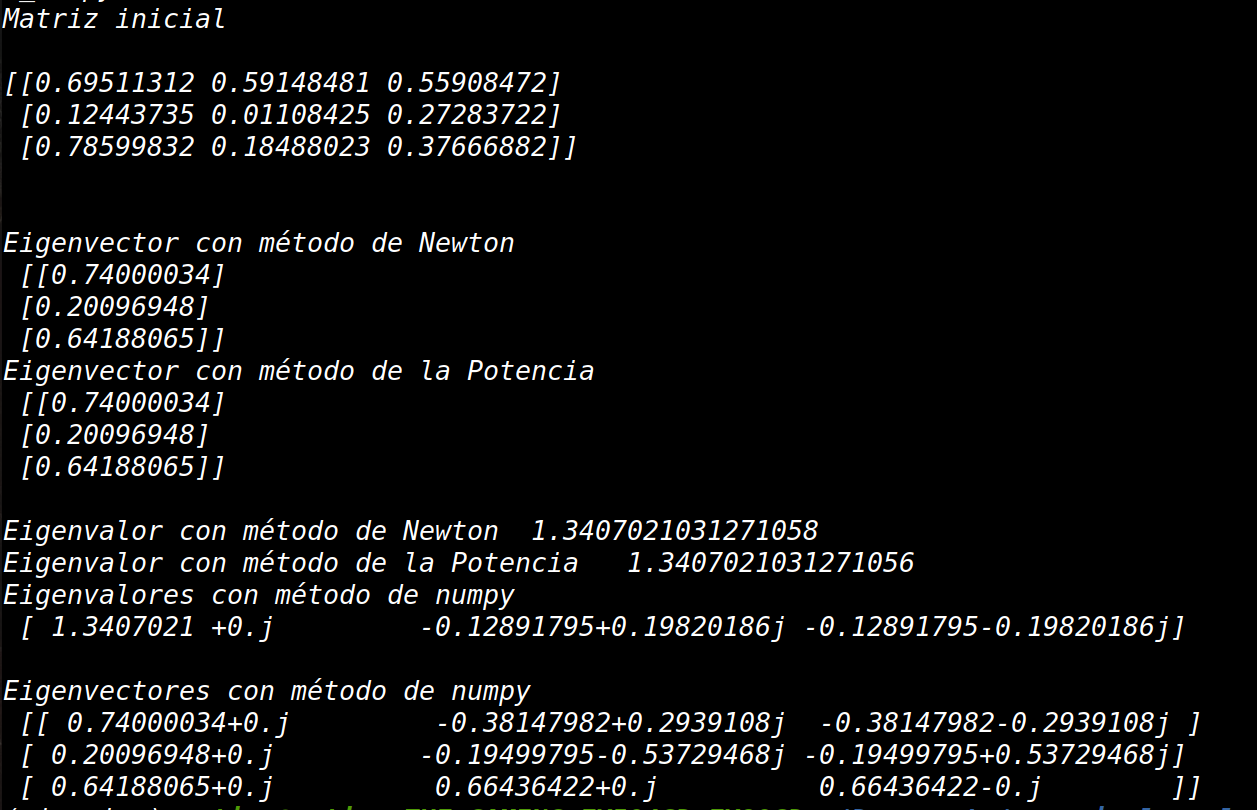 Matriz inicial
[[0.69511312 0.59148481 0.55908472]
[0.12443735 0.01108425 0.27283722]
[0.78599832 0.18488023 0.37666882]]
Eigenvector con método de Newton
[[0.74000034]
[0.20096948]
[0.64188065]]
Eigenvector con método de la Potencia
[[0.74000034]
[0.20096948]
[0.64188065]]
Eigenvalor con método de Newton  1.3407021031271058
Eigenvalor con método de la Potencia   1.3407021031271056
Eigenvalores con método de numpy
[ 1.3407021 +0.j         -0.12891795+0.19820186j -0.12891795-0.19820186j]
Eigenvectores con método de numpy
[[ 0.74000034+0.j         -0.38147982+0.2939108j  -0.38147982-0.2939108j ]
[ 0.20096948+0.j         -0.19499795-0.53729468j -0.19499795+0.53729468j]
[ 0.64188065+0.j          0.66436422+0.j          0.66436422-0.j        ]]